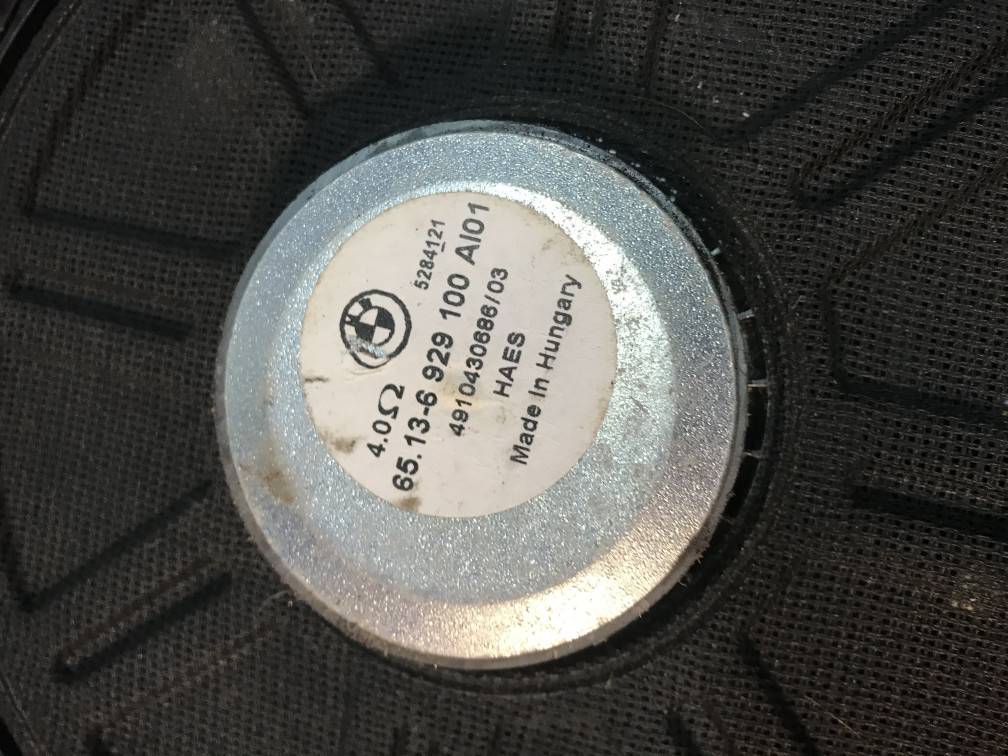 5284121
4.0Ω
65.13-6 929 100 AI01
4910430686/03
HAES
Made In Hungary